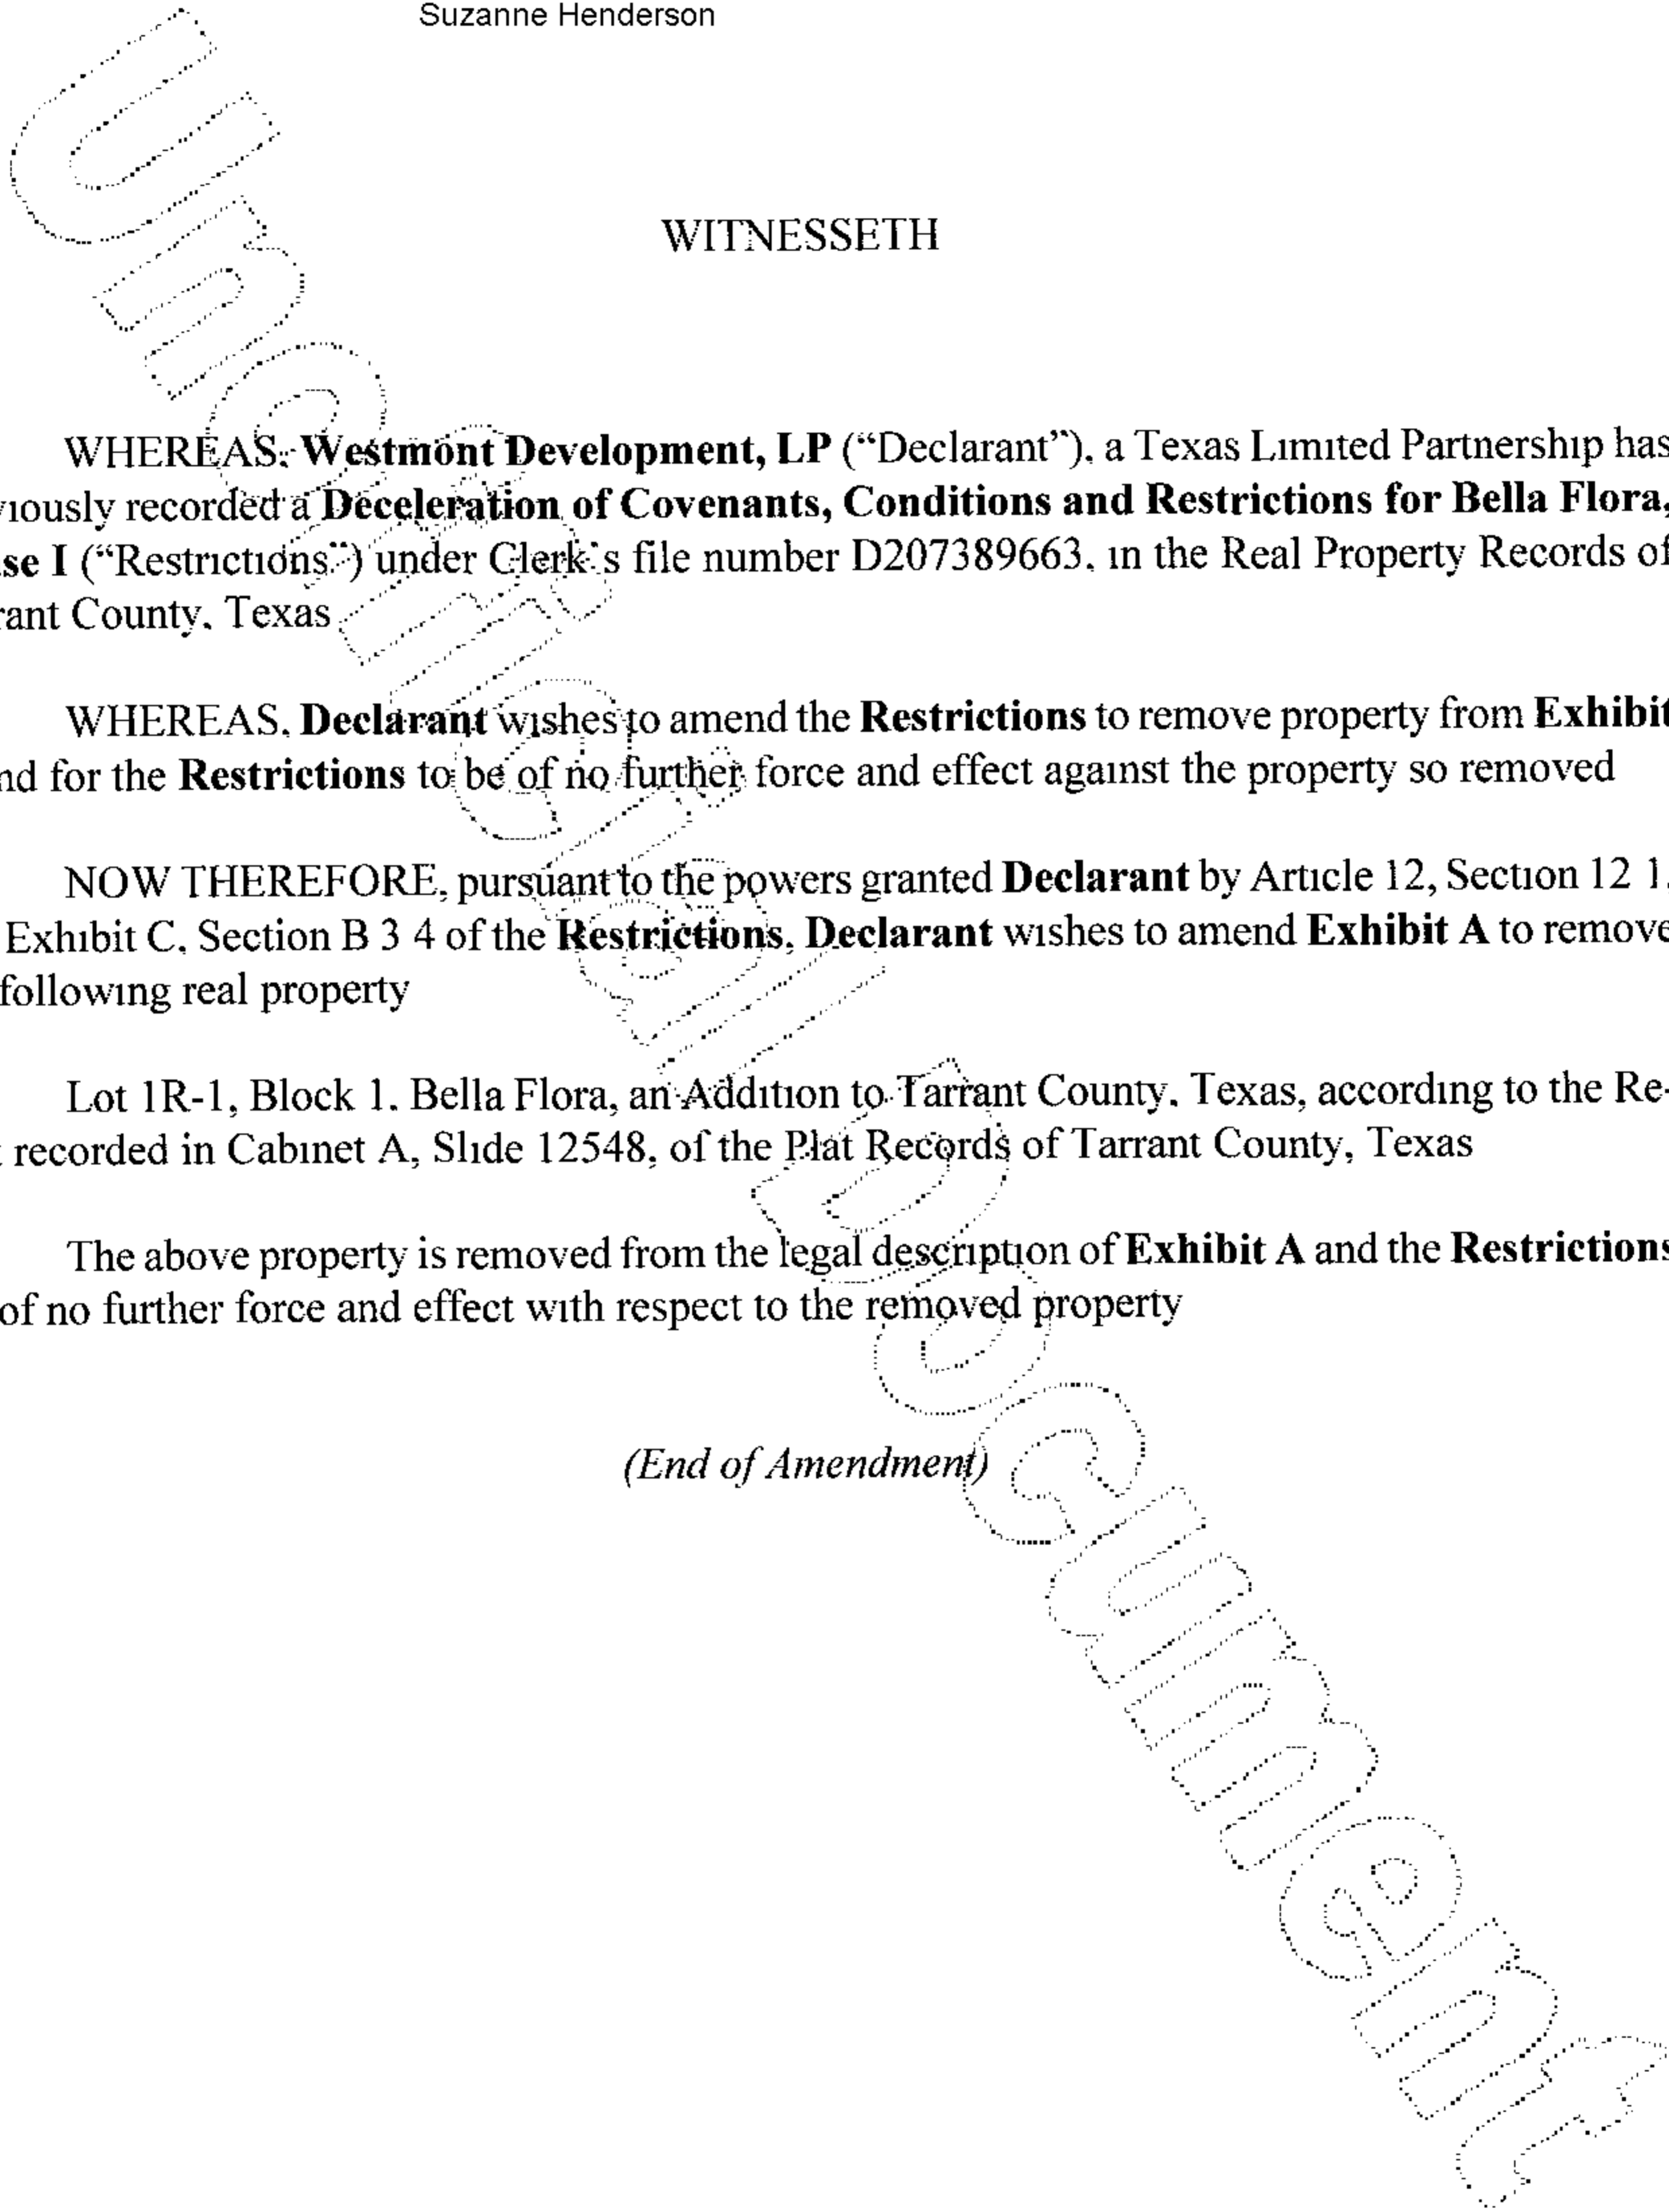 Suzanne Henderson
WITNESSETH
WHEREAS, Westmont Development, LP (“Declarant”), a Texas Limited Partnership has
viously recorded a Deceleration of Covenants, Conditions and Restrictions for Bella Flora,
se I (“Restrictions”) under Clerk's file number D207389663, in the Real Property Records of
rant County, Texas
WHEREAS, Declarant wishes to amend the Restrictions to remove property from Exhibit
nd for the Restrictions to be of no further force and effect against the property so removed
NOW THEREFORE, pursuant to the powers granted Declarant by Article 12, Section 12 1,
Exhibit C, Section B 3 4 of the Restrictions, Declarant wishes to amend Exhibit A to remove
following real property
Lot 1R-1, Block 1, Bella Flora, an Addition to Tarrant County, Texas, according to the Re-
t recorded in Cabinet A, Slide 12548, of the Plat Records of Tarrant County, Texas
The above property is removed from the legal description of Exhibit A and the Restrictions
of no further force and effect with respect to the removed property
(End of Amendment)
Unofficial Document